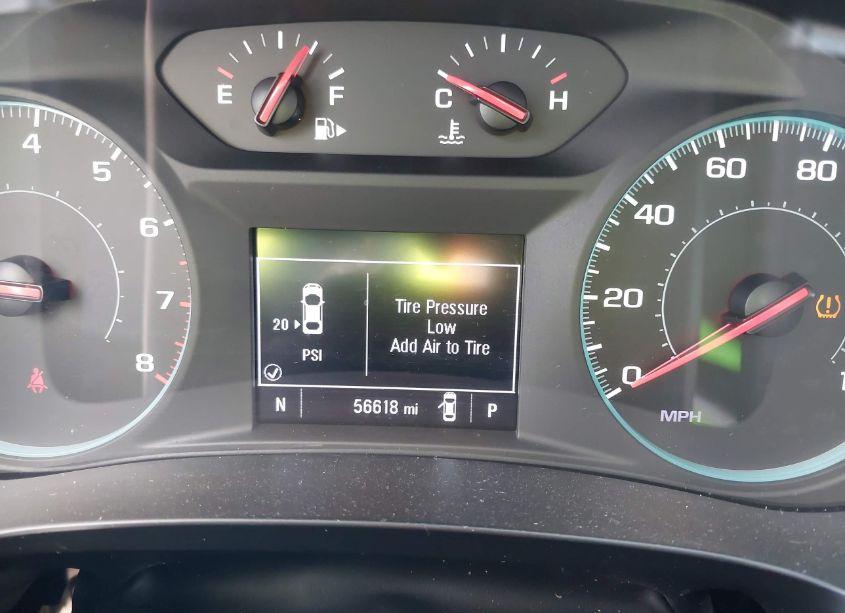 E F
C H
4
5
6
7
8
20
PSI
Tire Pressure
Low
Add Air to Tire
N 56618 mi P
0
20
40
60
80
MPH